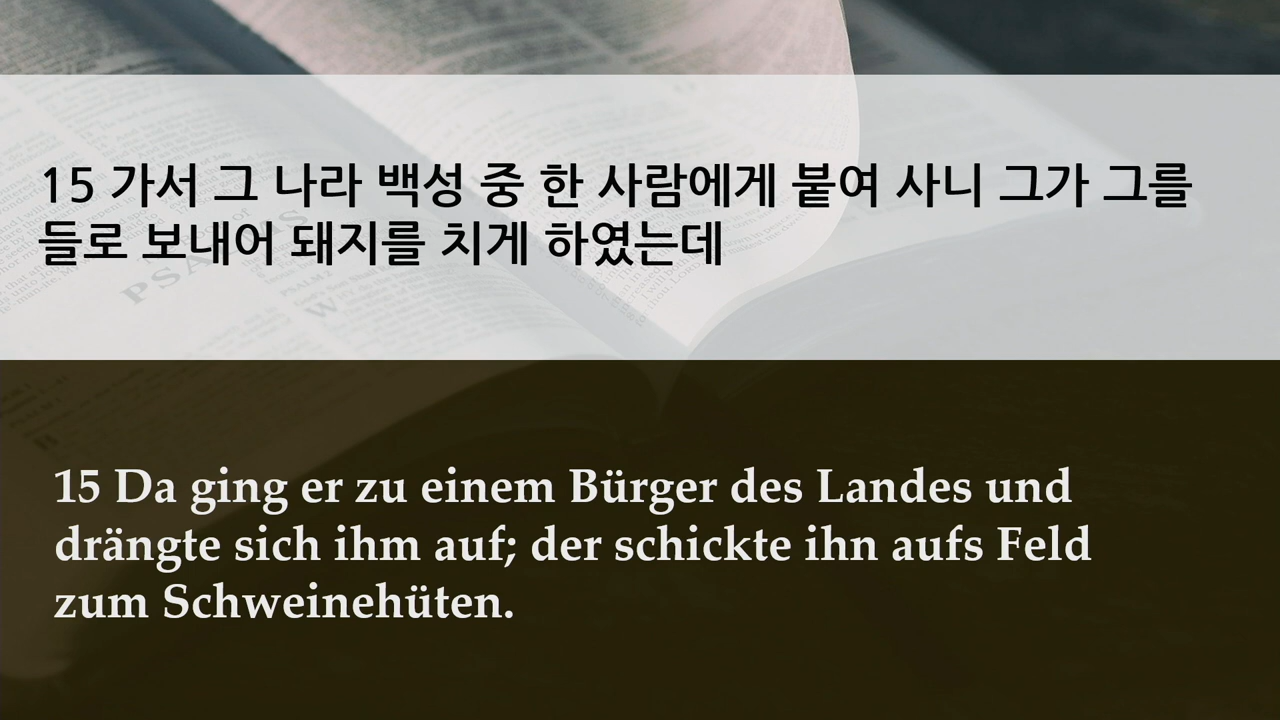 15 가서 그 나라 백성 중 한 사람에게 붙여 사니 그가 그를
들로 보내어 돼지를 치게 하였는데
PSALMS
15 Da ging er zu einem Bürger des Landes und
drängte sich ihm auf; der schickte ihn aufs Feld
zum Schweinehüten.